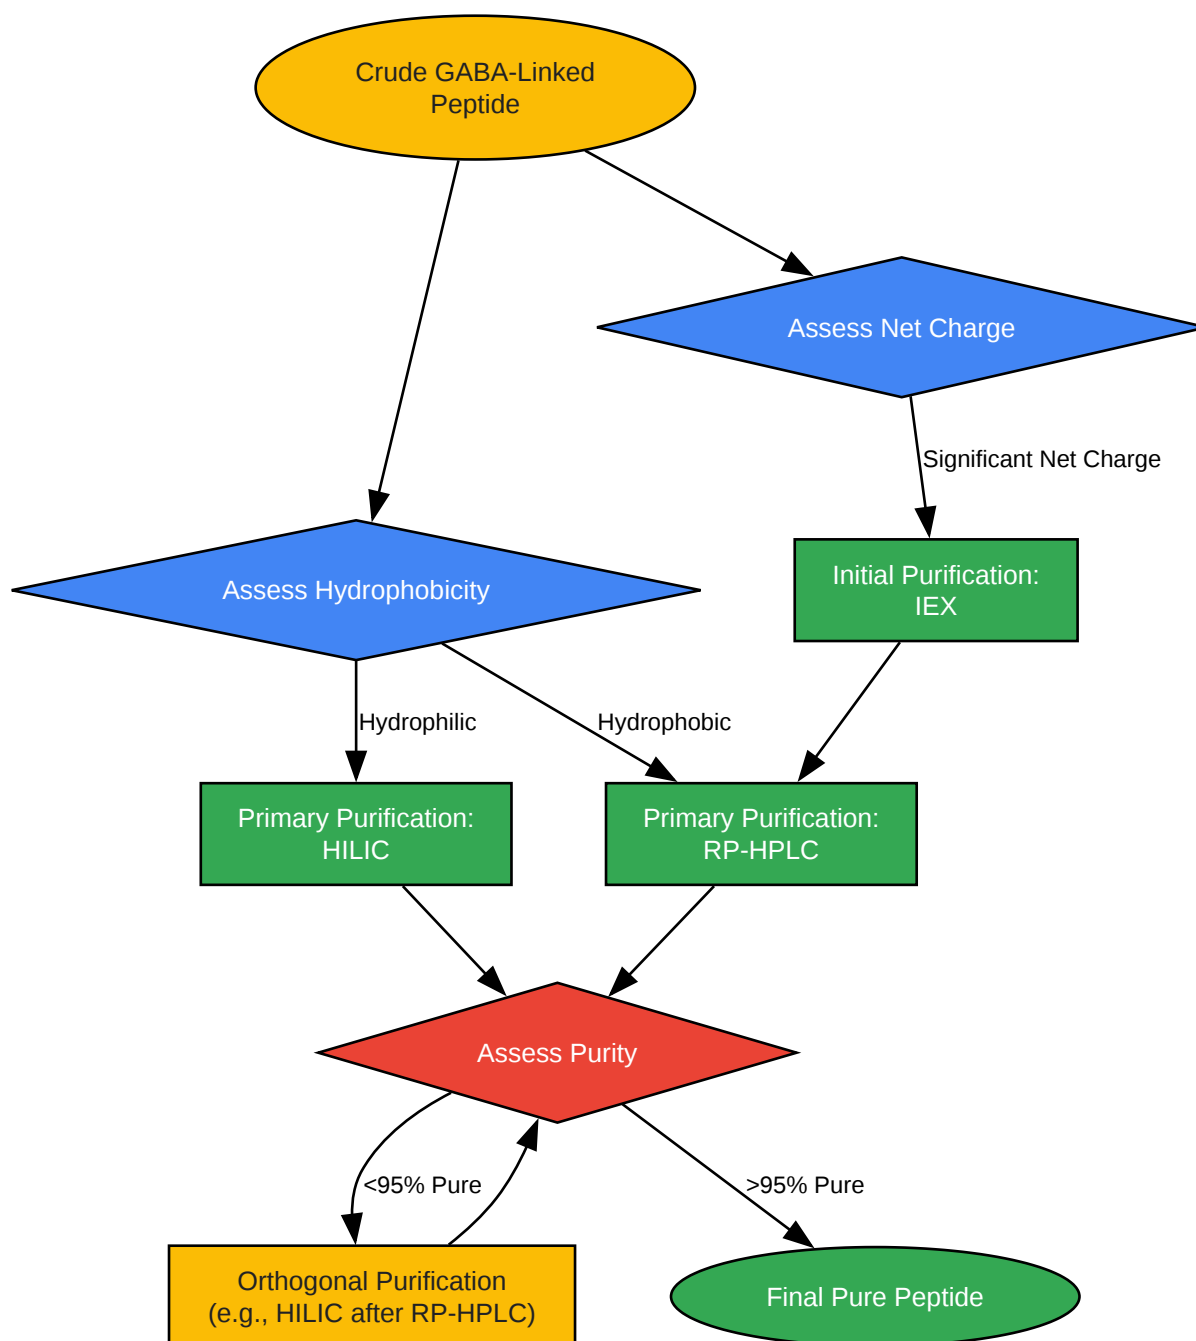 Crude GABA-Linked
Peptide
Assess Net Charge
Significant Net Charge
Assess Hydrophobicity
Initial Purification:
IEX
Hydrophilic
Hydrophobic
Primary Purification:
HILIC
Primary Purification:
RP-HPLC
Assess Purity
<95% Pure
>95% Pure
Orthogonal Purification
(e.g., HILIC after RP-HPLC)
Final Pure Peptide